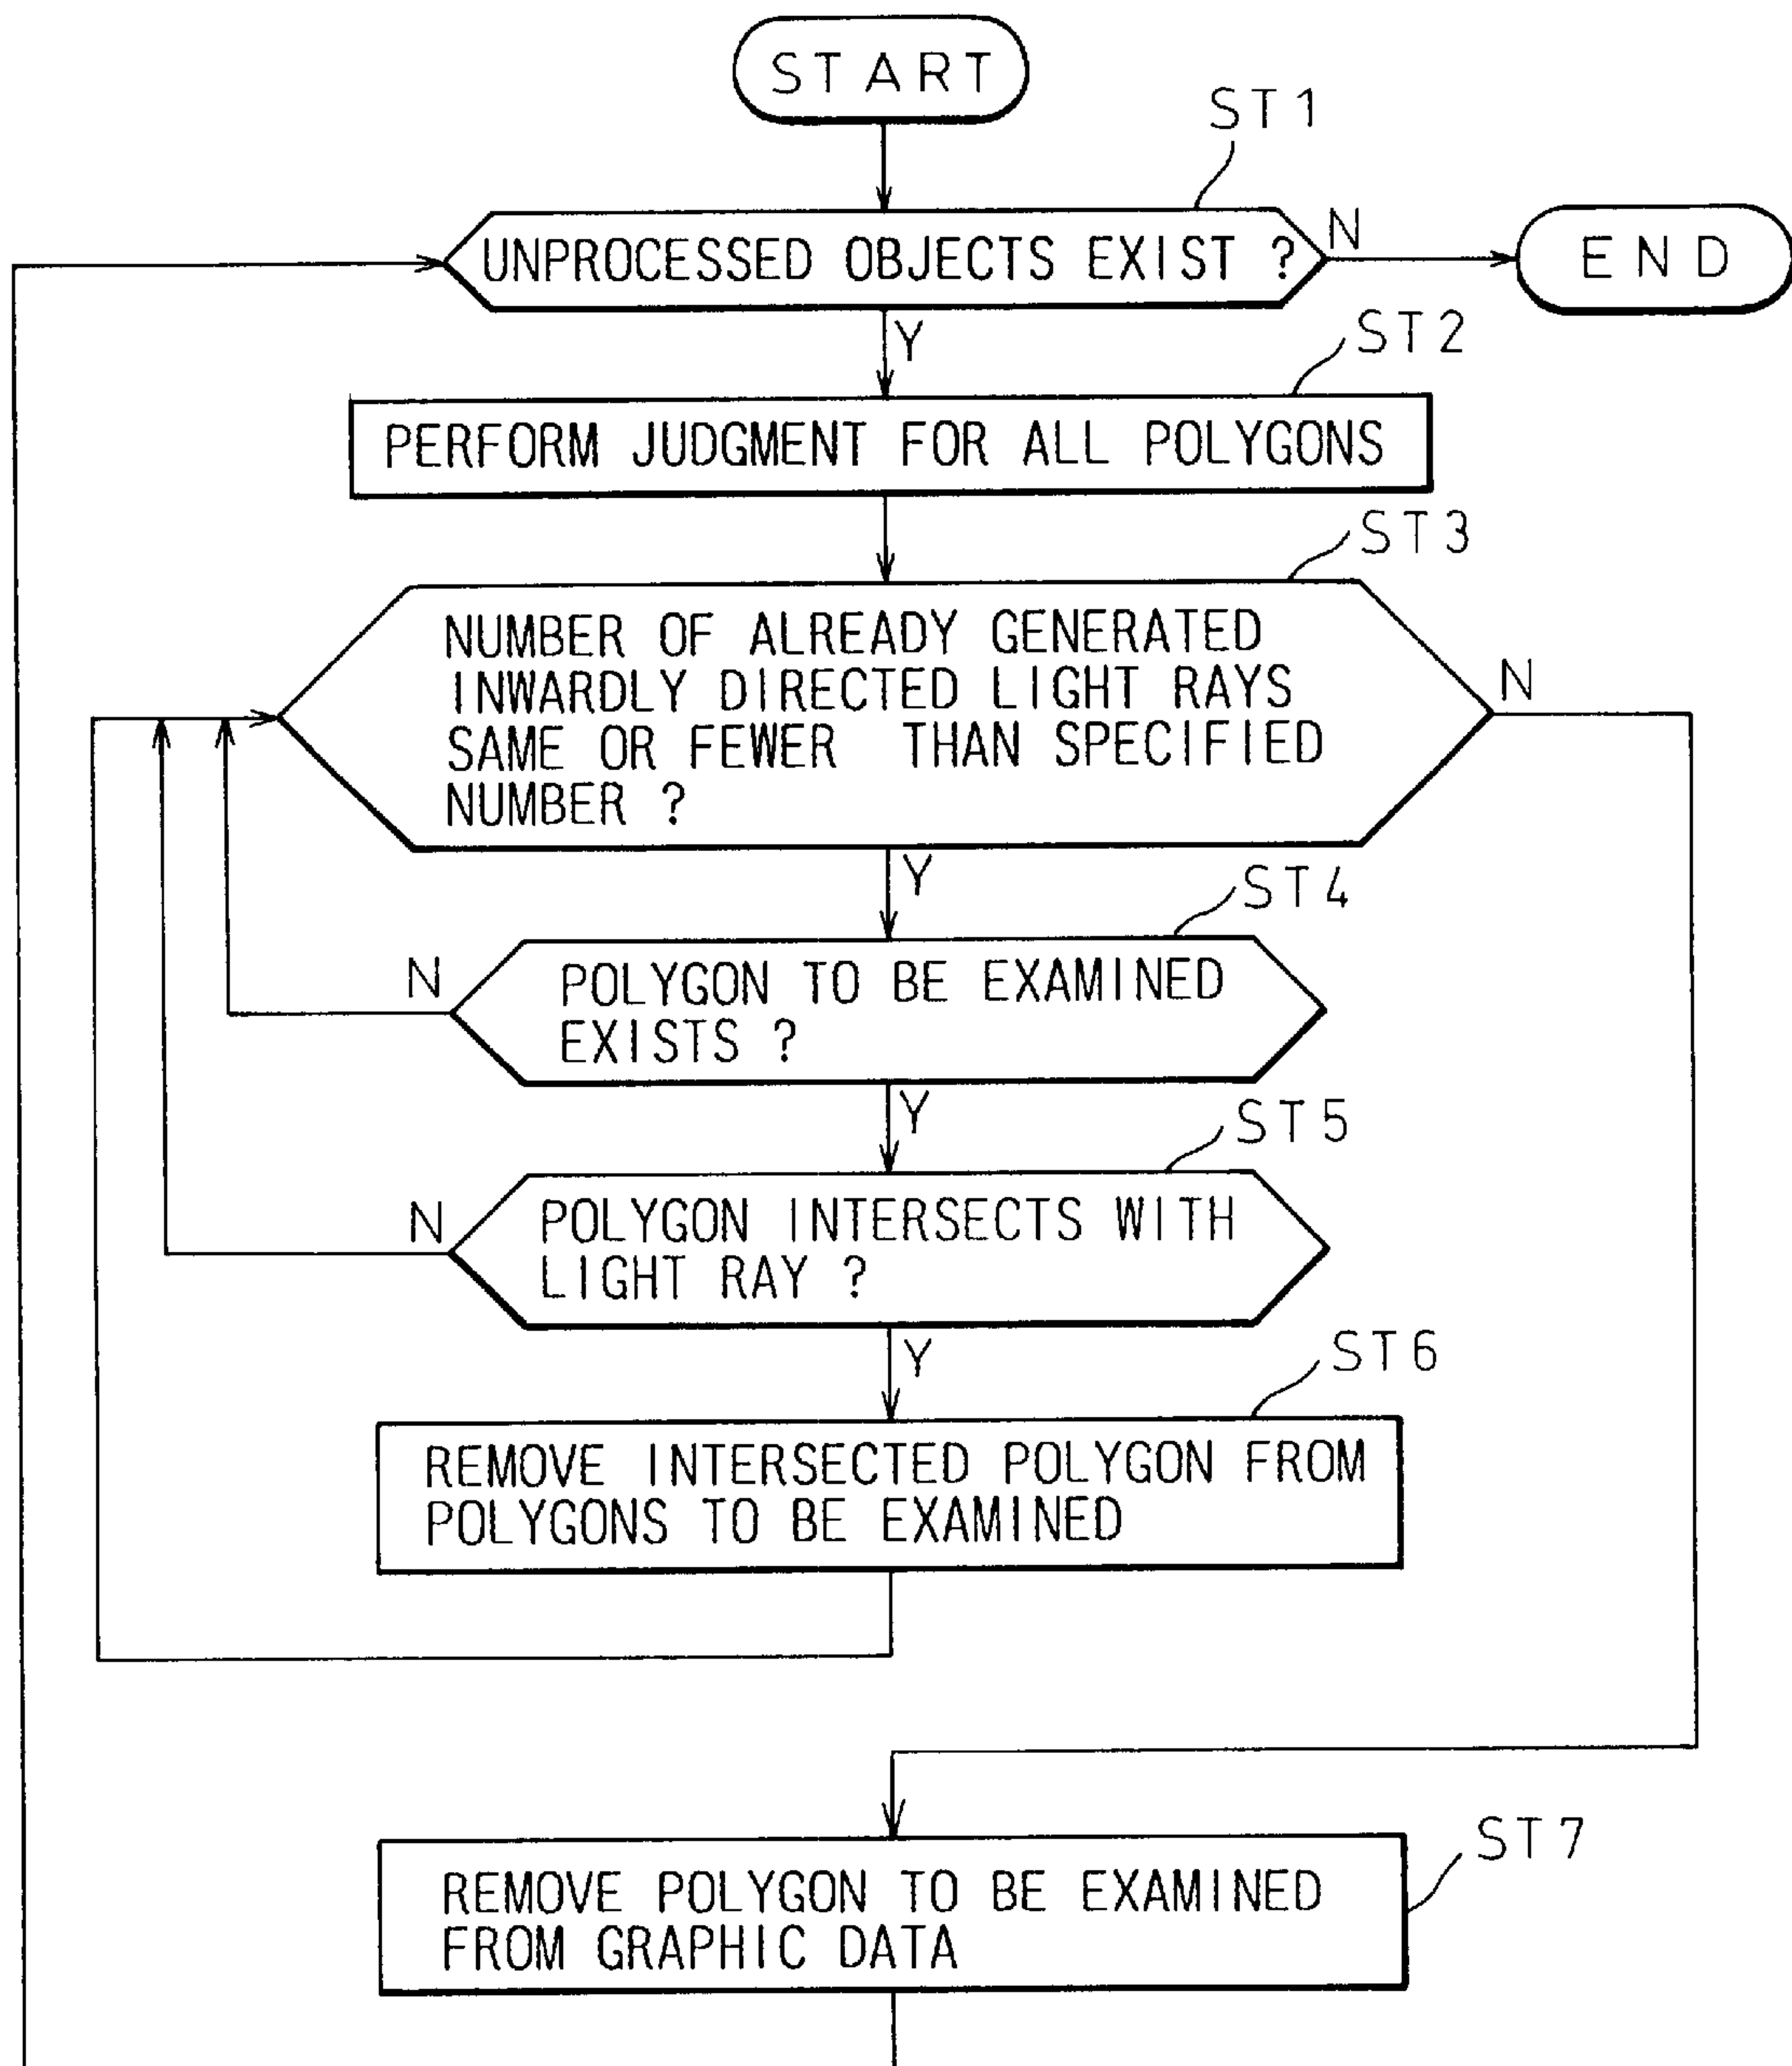 START
ST1
UNPROCESSED OBJECTS EXIST ?
N
END
Y
ST2
PERFORM JUDGMENT FOR ALL POLYGONS
ST3
NUMBER OF ALREADY GENERATED
INWARDLY DIRECTED LIGHT RAYS
SAME OR FEWER THAN SPECIFIED
NUMBER ?
N
Y
ST4
N
POLYGON TO BE EXAMINED
EXISTS ?
Y
ST5
N
POLYGON INTERSECTS WITH
LIGHT RAY ?
Y
ST6
REMOVE INTERSECTED POLYGON FROM
POLYGONS TO BE EXAMINED
ST7
REMOVE POLYGON TO BE EXAMINED
FROM GRAPHIC DATA